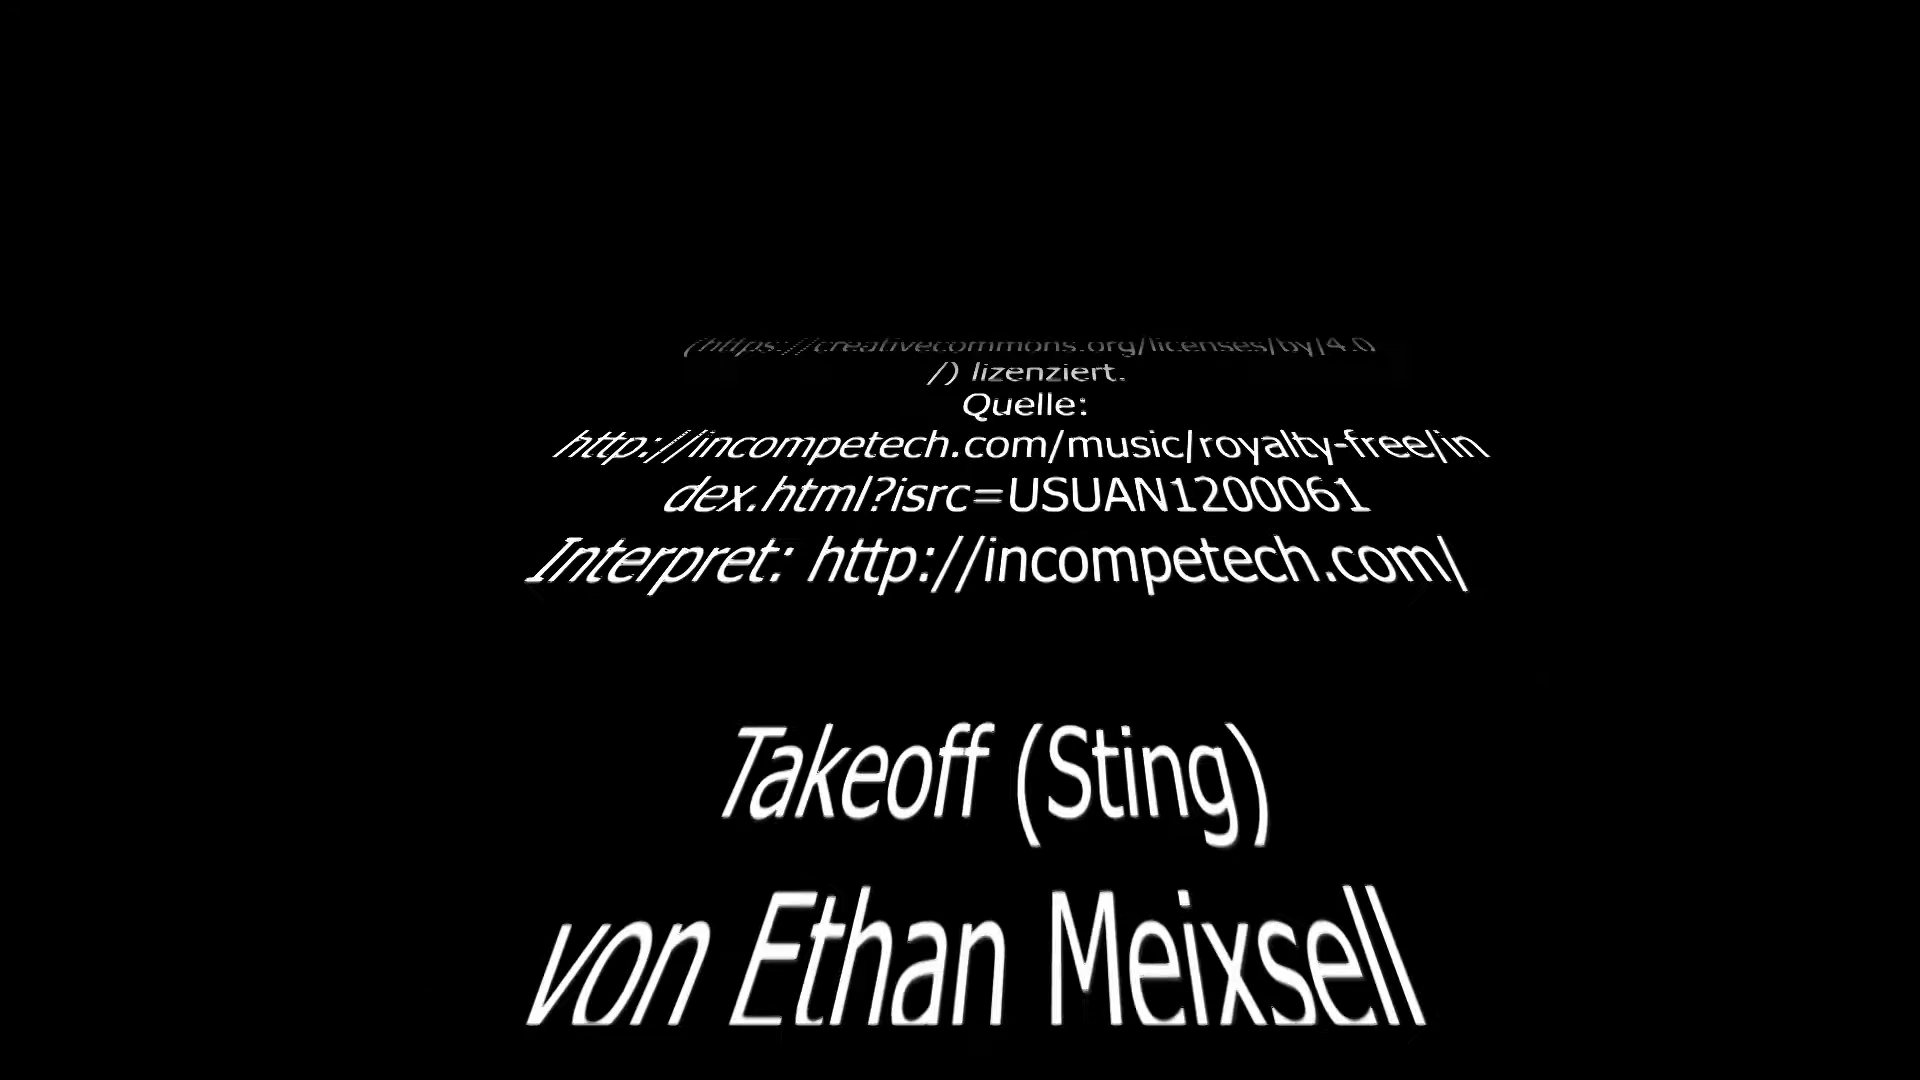 (https://creativecommons.org/licenses/by/4.0
/) lizenziert.
Quelle:
http://incompetech.com/music/royalty-free/in
dex.html?isrc=USUAN1200061
Interpret: http://incompetech.com/
Takeoff (Sting)
von Ethan Meixsell